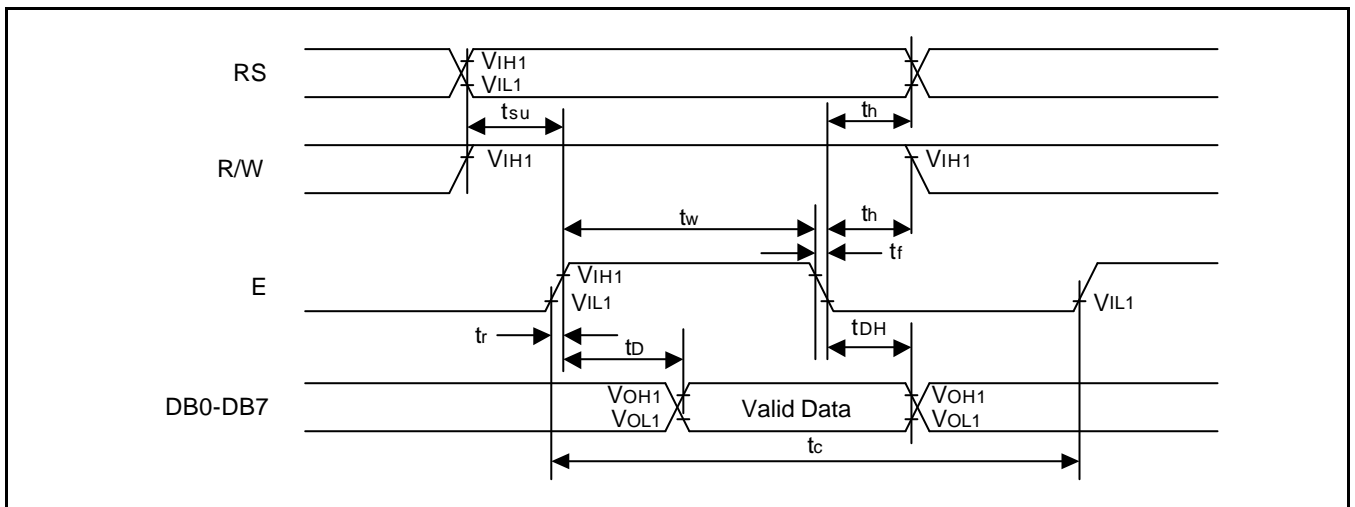 RS
VIH1
VIL1
tsu
th
R/W
VIH1
VIH1
tw
th
tf
E
VIH1
VIL1
VIL1
tr
tD
tDH
DB0-DB7
VOH1
VOL1
Valid Data
VOH1
VOL1
tc